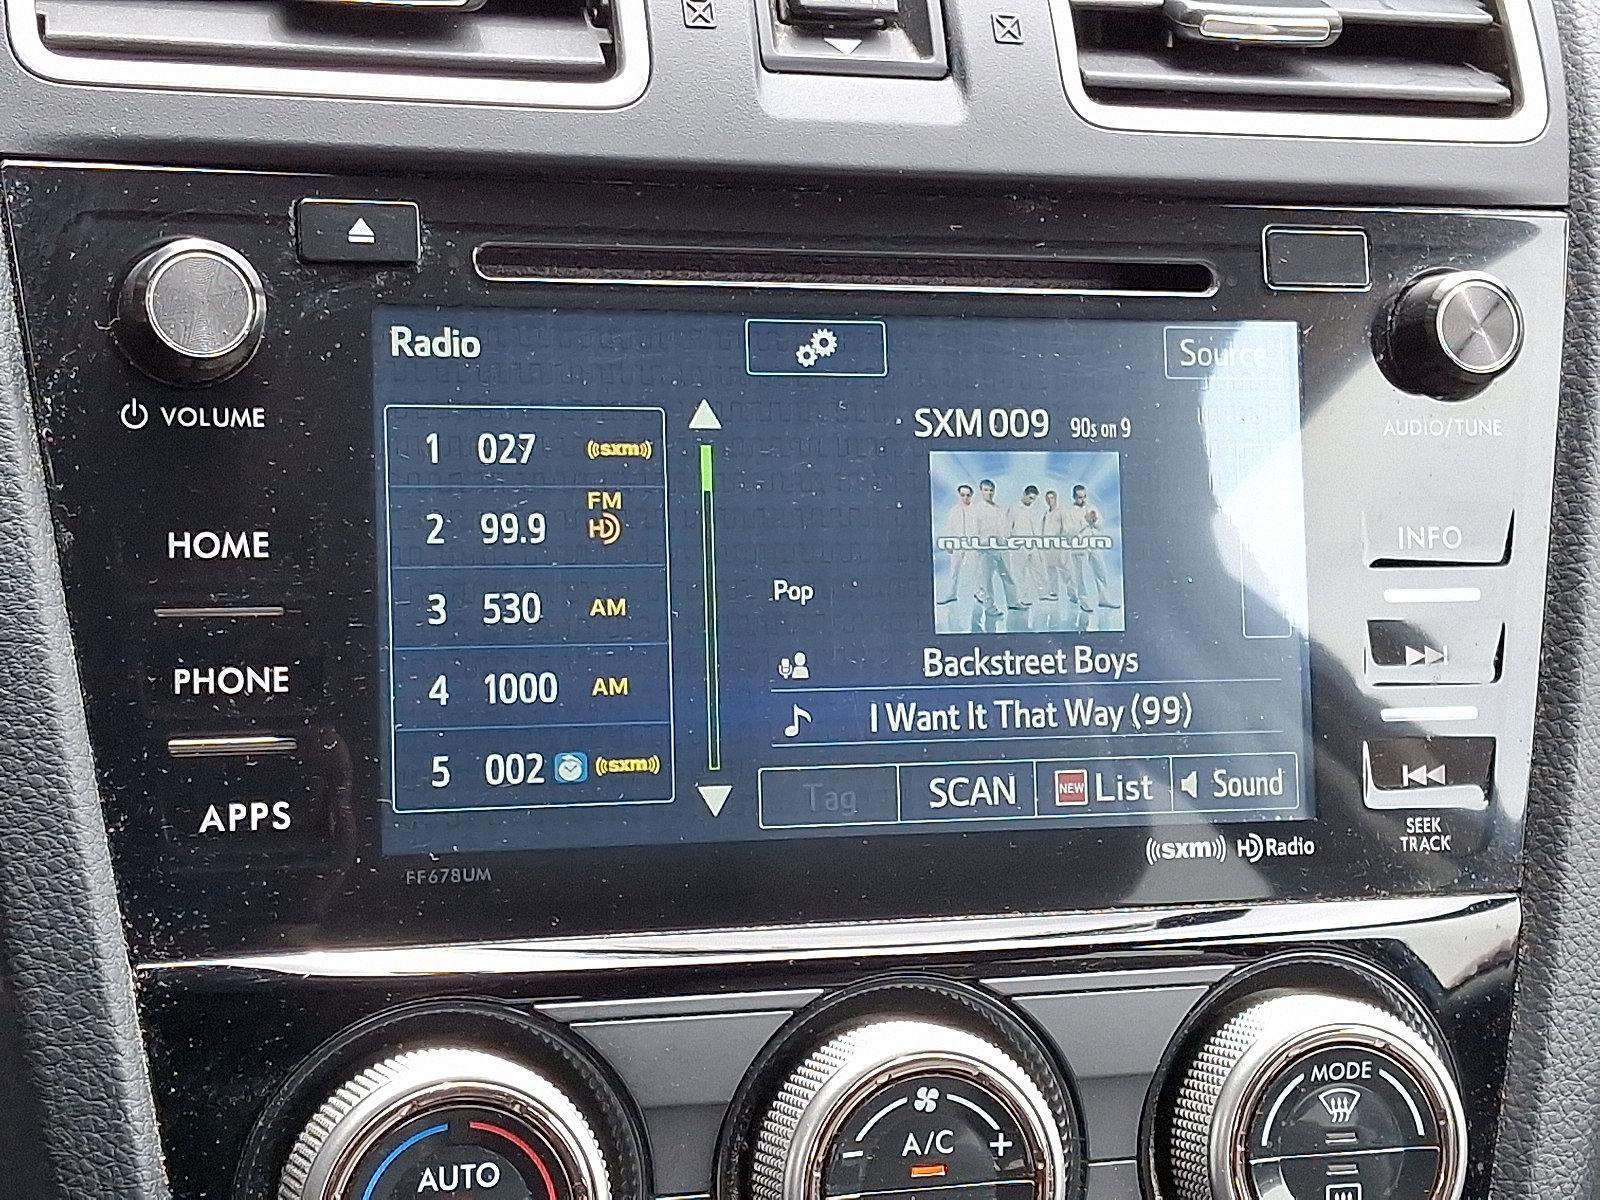 VOLUME
HOME
PHONE
APPS
Radio
Source
1 027 ((sxm))
2 99.9 FM HD
3 530 AM
4 1000 AM
5 002 ((sxm))
SXM009 90s on 9
millennium
Pop
Backstreet Boys
I Want It That Way (99)
Tag SCAN NEW List Sound
FF678UM
((sxm)) HD Radio
AUDIO/TUNE
INFO
SEEK
TRACK
AUTO
A/C
- +
MODE